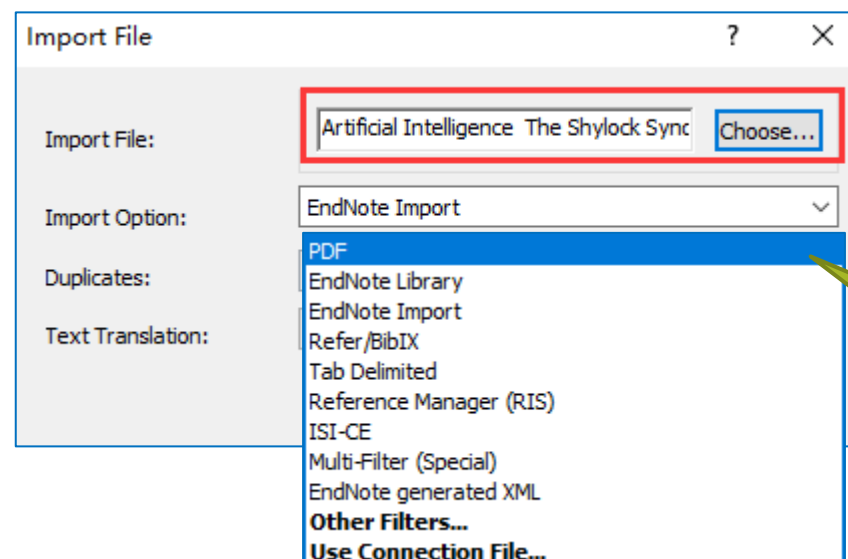 Import File ? ×
Import File: Artificial Intelligence The Shylock Sync Choose...
Import Option: EndNote Import
PDF
Duplicates: EndNote Library
EndNote Import
Text Translation: Refer/BibIX
Tab Delimited
Reference Manager (RIS)
ISI-CE
Multi-Filter (Special)
EndNote generated XML
Other Filters...
Use Connection File...